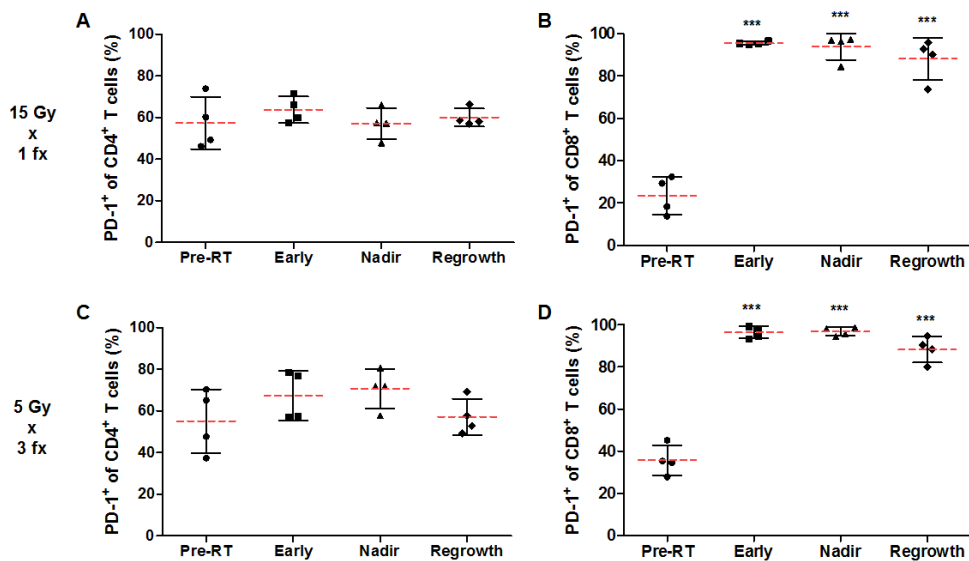 A
PD-1⁺ of CD4⁺ T cells (%)
100
80
60
40
20
0
Pre-RT Early Nadir Regrowth
B
PD-1⁺ of CD8⁺ T cells (%)
100
80
60
40
20
0
*** *** ***
Pre-RT Early Nadir Regrowth
15 Gy
x
1 fx
C
PD-1⁺ of CD4⁺ T cells (%)
100
80
60
40
20
0
Pre-RT Early Nadir Regrowth
D
PD-1⁺ of CD8⁺ T cells (%)
100
80
60
40
20
0
*** *** ***
Pre-RT Early Nadir Regrowth
5 Gy
x
3 fx